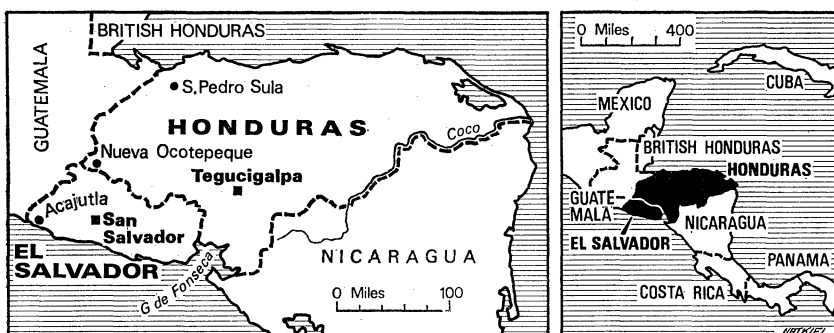 BRITISH HONDURAS
GUATEMALA
S.Pedro Sula
HONDURAS
Coco
Nueva Ocotepeque
Tegucigalpa
Acajutla
San
Salvador
EL
SALVADOR
NICARAGUA
G de Fonseca
0 Miles 100
0 Miles 400
CUBA
MEXICO
BRITISH HONDURAS
HONDURAS
GUATE-
MALA
NICARAGUA
EL SALVADOR
PANAMA
COSTA RICA